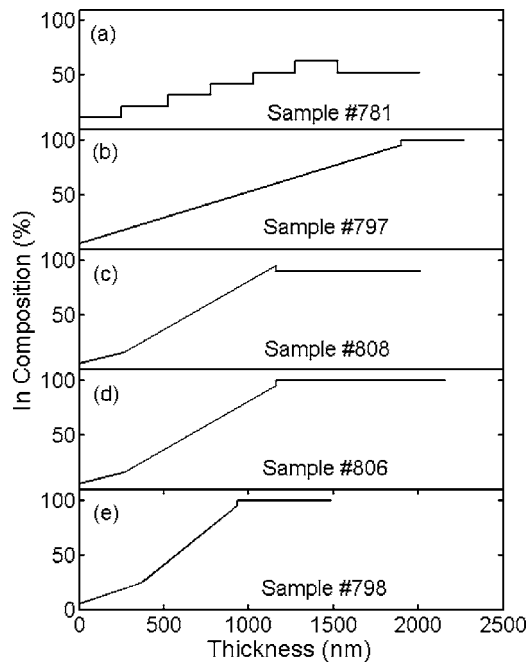 100
(a)
50
Sample #781
100
(b)
50
Sample #797
100
(c)
50
Sample #808
100
(d)
50
Sample #806
100
(e)
50
Sample #798
0
0 500 1000 1500 2000 2500
Thickness (nm)
In Composition (%)